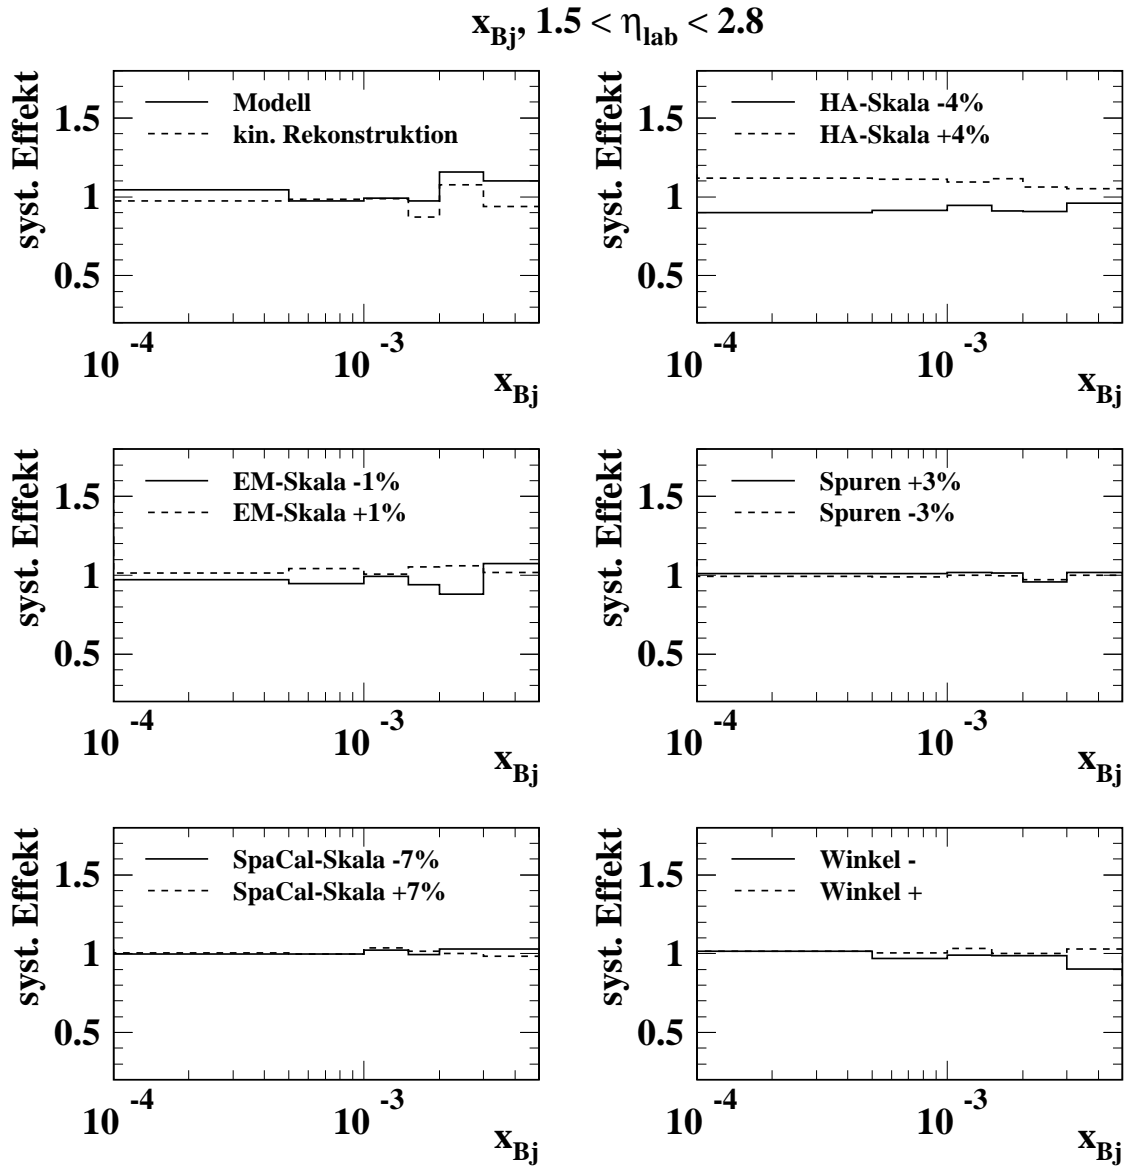 x_Bj, 1.5 < η_lab < 2.8
syst. Effekt
1.5
1
0.5
Modell
kin. Rekonstruktion
10^-4
10^-3
x_Bj
syst. Effekt
1.5
1
0.5
HA-Skala -4%
HA-Skala +4%
10^-4
10^-3
x_Bj
syst. Effekt
1.5
1
0.5
EM-Skala -1%
EM-Skala +1%
10^-4
10^-3
x_Bj
syst. Effekt
1.5
1
0.5
Spuren +3%
Spuren -3%
10^-4
10^-3
x_Bj
syst. Effekt
1.5
1
0.5
SpaCal-Skala -7%
SpaCal-Skala +7%
10^-4
10^-3
x_Bj
syst. Effekt
1.5
1
0.5
Winkel -
Winkel +
10^-4
10^-3
x_Bj